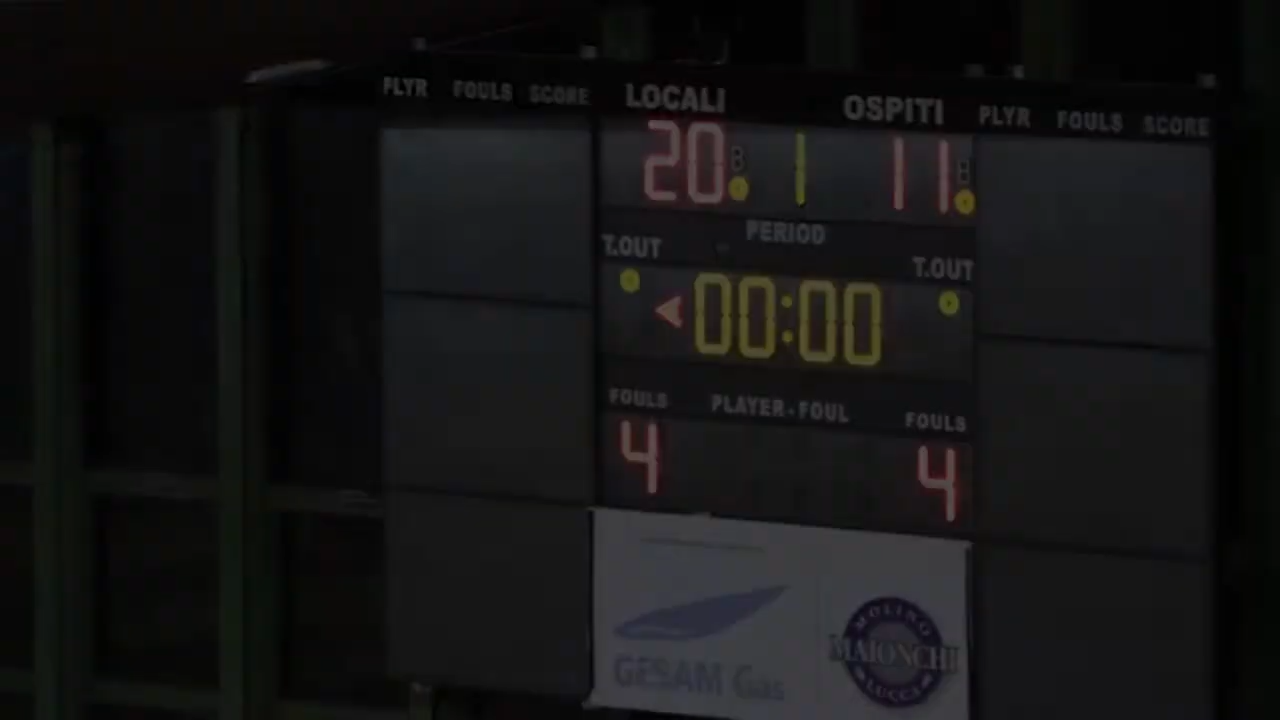 PLYR FOULS SCORE LOCALI OSPITI PLYR FOULS SCORE
20 1 11
PERIOD
T.OUT T.OUT
00:00
FOULS PLAYER-FOUL FOULS
4 4
GESAM Gas
MOLINO
MAIONCHI
LUCCA